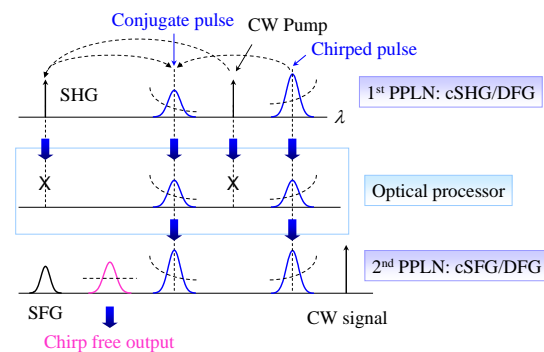 Conjugate pulse
CW Pump
Chirped pulse
SHG
λ
1st PPLN: cSHG/DFG
X
X
Optical processor
2nd PPLN: cSFG/DFG
SFG
CW signal
Chirp free output